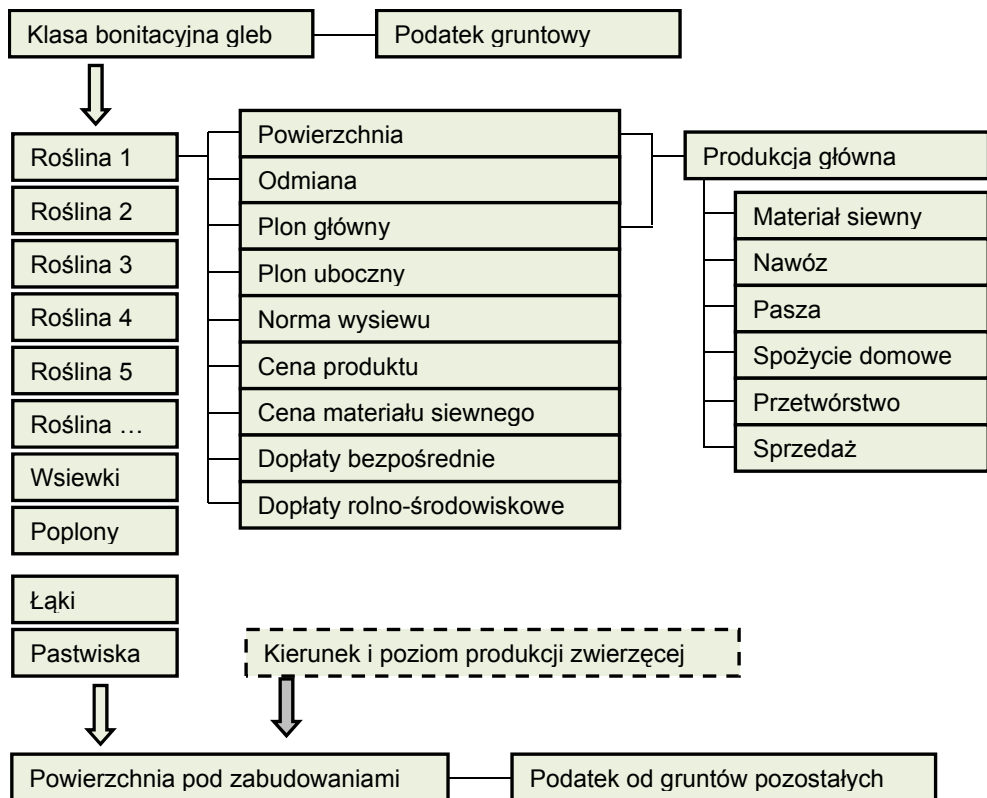 Klasa bonitacyjna gleb
Podatek gruntowy
Roślina 1
Roślina 2
Roślina 3
Roślina 4
Roślina 5
Roślina …
Wsiewki
Poplony
Łąki
Pastwiska
Powierzchnia
Odmiana
Plon główny
Plon uboczny
Norma wysiewu
Cena produktu
Cena materiału siewnego
Dopłaty bezpośrednie
Dopłaty rolno-środowiskowe
Produkcja główna
Materiał siewny
Nawóz
Pasza
Spożycie domowe
Przetwórstwo
Sprzedaż
Kierunek i poziom produkcji zwierzęcej
Powierzchnia pod zabudowaniami
Podatek od gruntów pozostałych